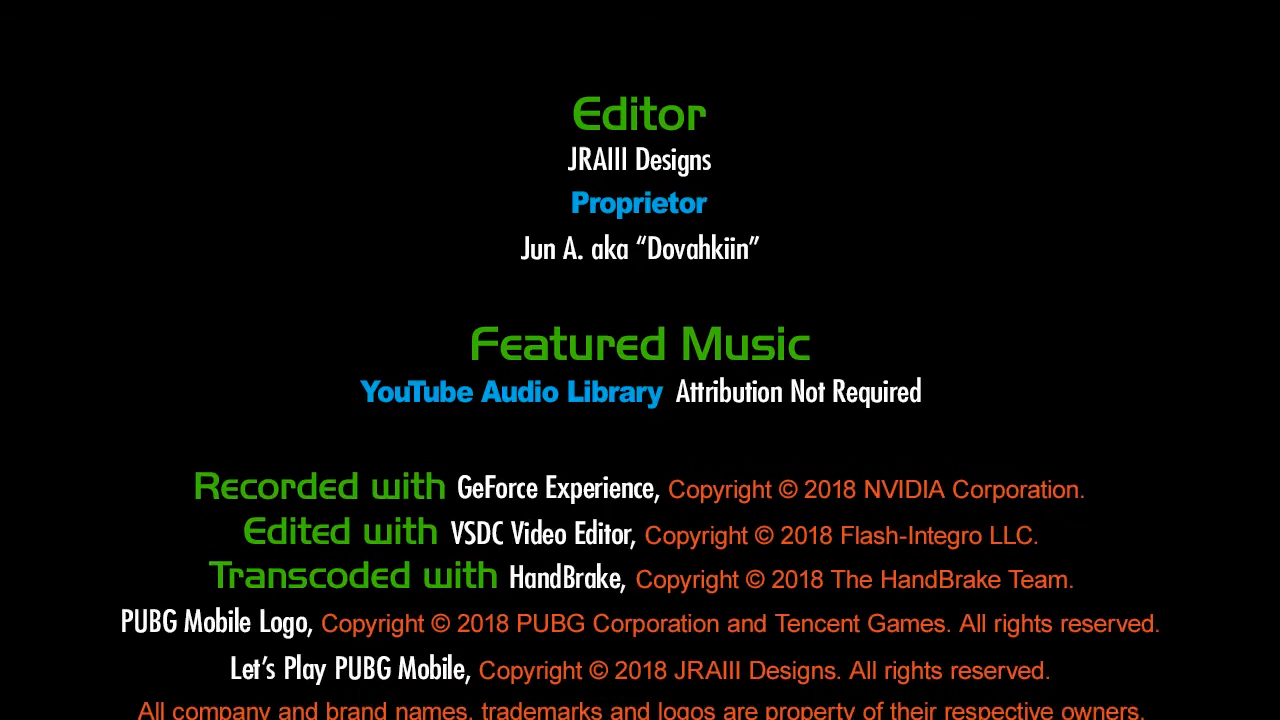 Editor
JRAIII Designs
Proprietor
Jun A. aka “Dovahkiin”
Featured Music
YouTube Audio Library Attribution Not Required
Recorded with GeForce Experience, Copyright © 2018 NVIDIA Corporation.
Edited with VSDC Video Editor, Copyright © 2018 Flash-Integro LLC.
Transcoded with HandBrake, Copyright © 2018 The HandBrake Team.
PUBG Mobile Logo, Copyright © 2018 PUBG Corporation and Tencent Games. All rights reserved.
Let’s Play PUBG Mobile, Copyright © 2018 JRAIII Designs. All rights reserved.
All company and brand names, trademarks and logos are property of their respective owners.